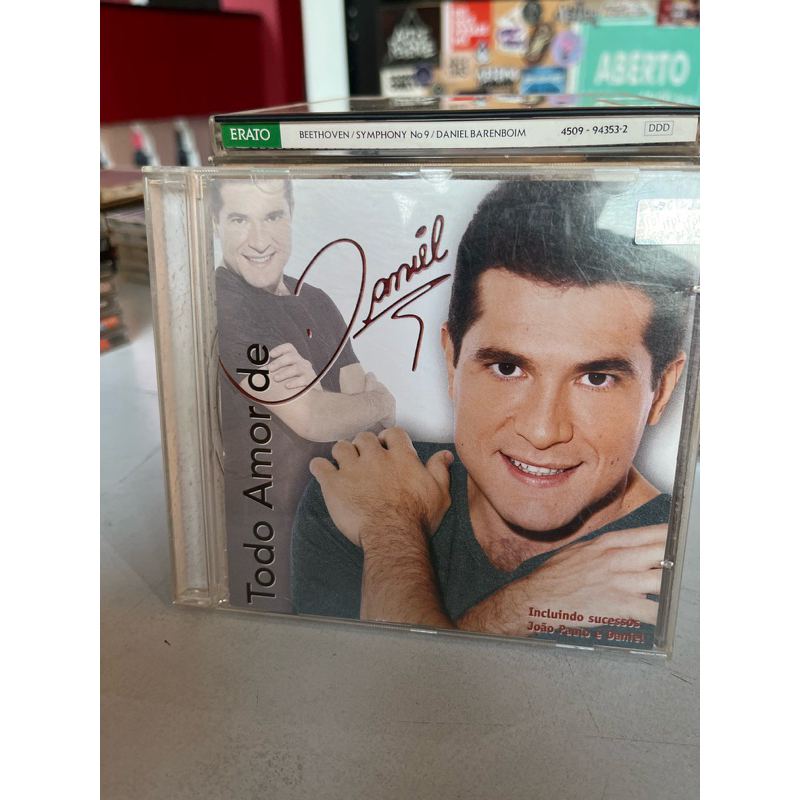 ABERTO
ERATO
BEETHOVEN / SYMPHONY No 9 / DANIEL BARENBOIM
4509 - 94353-2
DDD
Todo Amor de
Daniel
Incluindo sucessos
João Paulo e Daniel